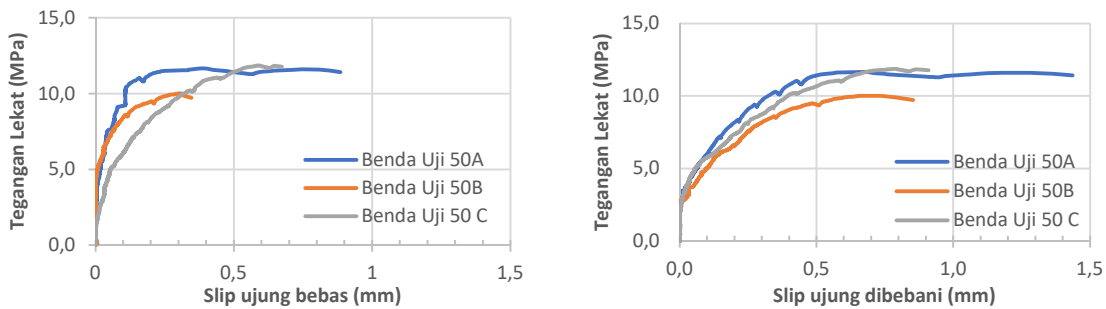 Tegangan Lekat (MPa)
15,0
10,0
5,0
0,0
Benda Uji 50A
Benda Uji 50B
Benda Uji 50 C
0
0,5
1
1,5
Slip ujung bebas (mm)
Tegangan Lekat (MPa)
15,0
10,0
5,0
0,0
Benda Uji 50A
Benda Uji 50B
Benda Uji 50 C
0,0
0,5
1,0
1,5
Slip ujung dibebani (mm)